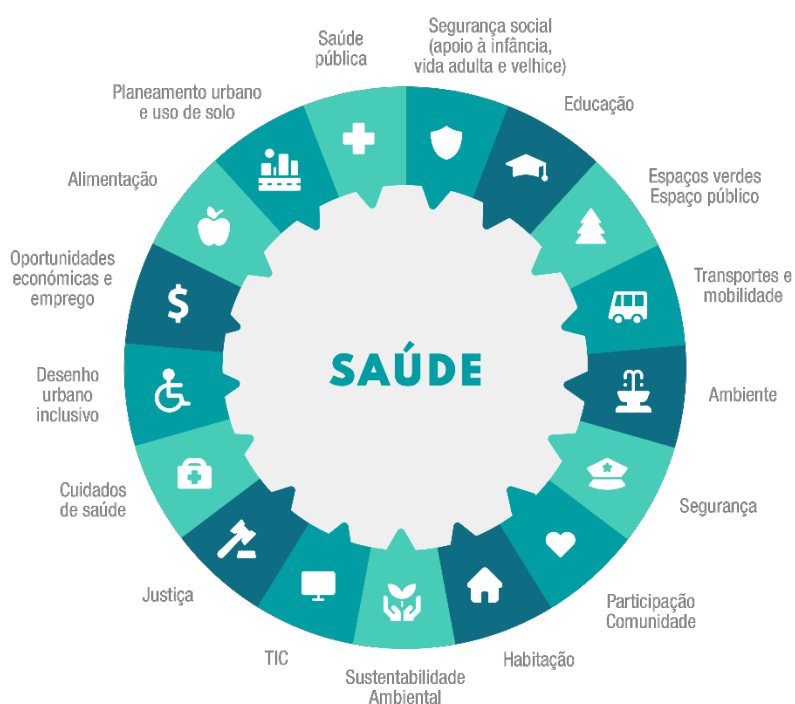 Saúde
pública
Segurança social
(apoio à infância,
vida adulta e velhice)
Educação
Espaços verdes
Espaço público
Transportes e
mobilidade
Ambiente
Segurança
Participação
Comunidade
Habitação
Sustentabilidade
Ambiental
TIC
Justiça
Cuidados
de saúde
Desenho
urbano
inclusivo
Oportunidades
económicas e
emprego
Alimentação
Planeamento urbano
e uso de solo
$
SAÚDE